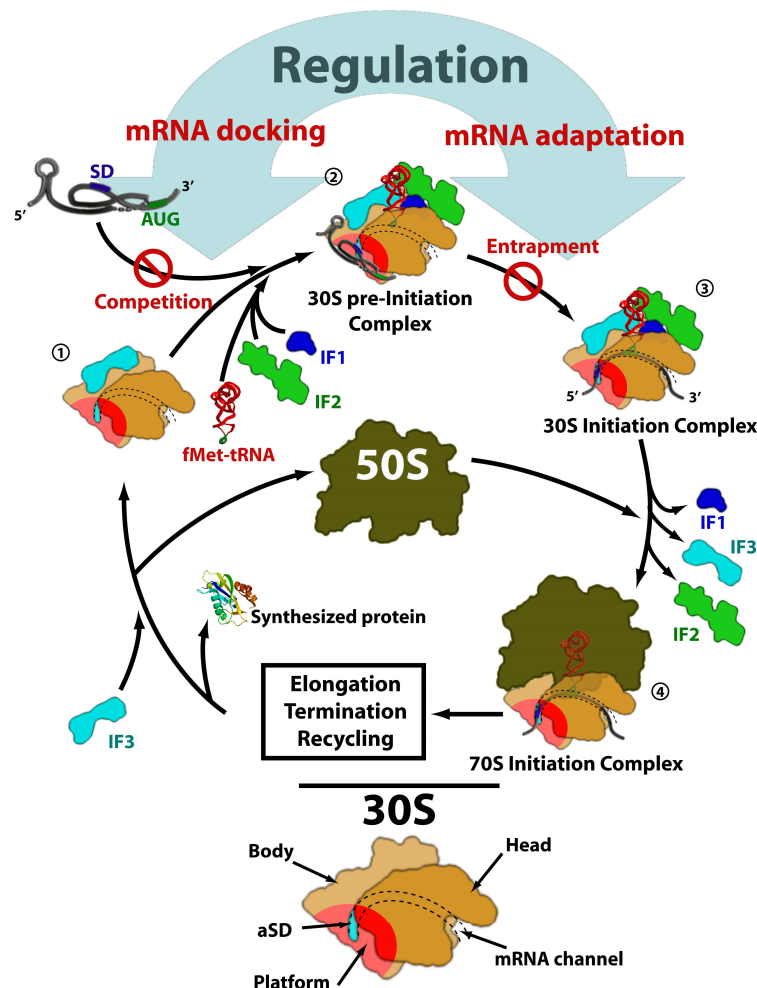 Regulation
mRNA docking
mRNA adaptation
SD
3′
5′
AUG
②
Entrapment
Competition
30S pre-Initiation
Complex
③
①
IF1
IF2
5′
3′
fMet-tRNA
30S Initiation Complex
50S
IF1
IF3
IF2
Synthesized protein
Elongation
Termination
Recycling
④
IF3
70S Initiation Complex
30S
Body
Head
aSD
mRNA channel
Platform